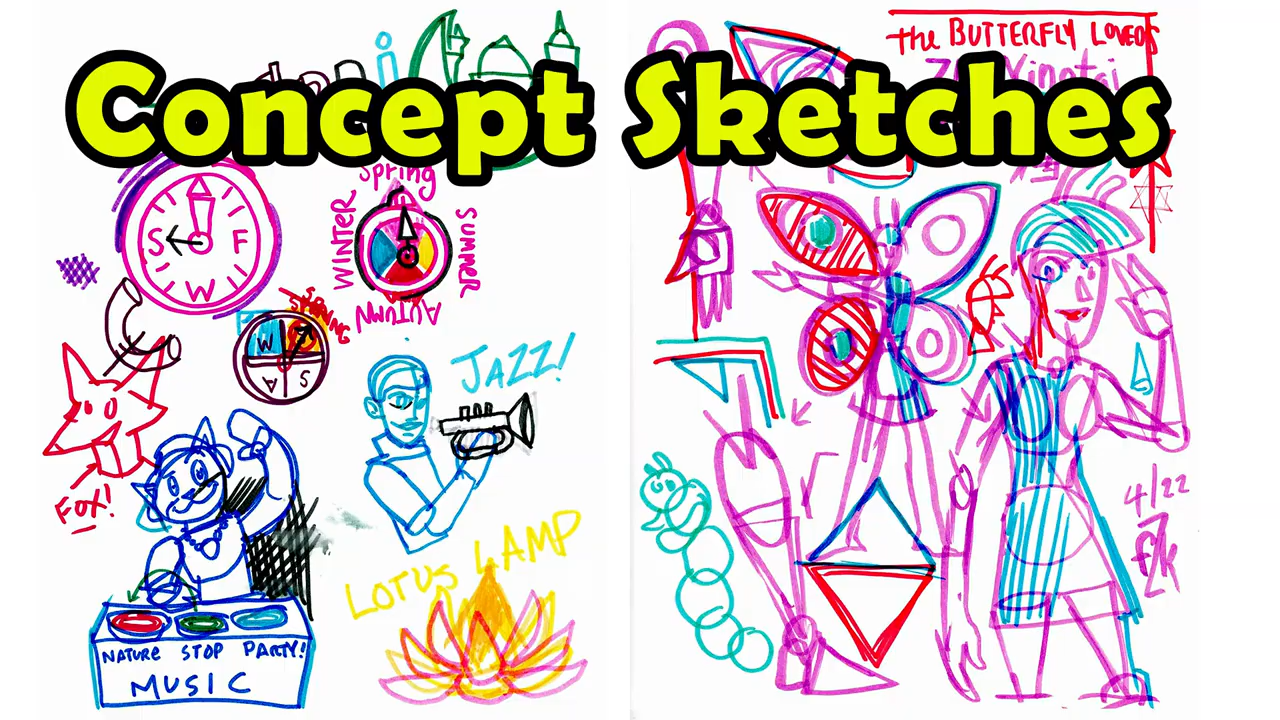 the BUTTERFLY LOVERS
Concept Sketches
Spring
WINTER
SUMMER
AUTUMN
S F
W
SPRING
W
A S
JAZZ!
FOX!
4/22
LOTUS LAMP
NATURE STOP PARTY!
MUSIC